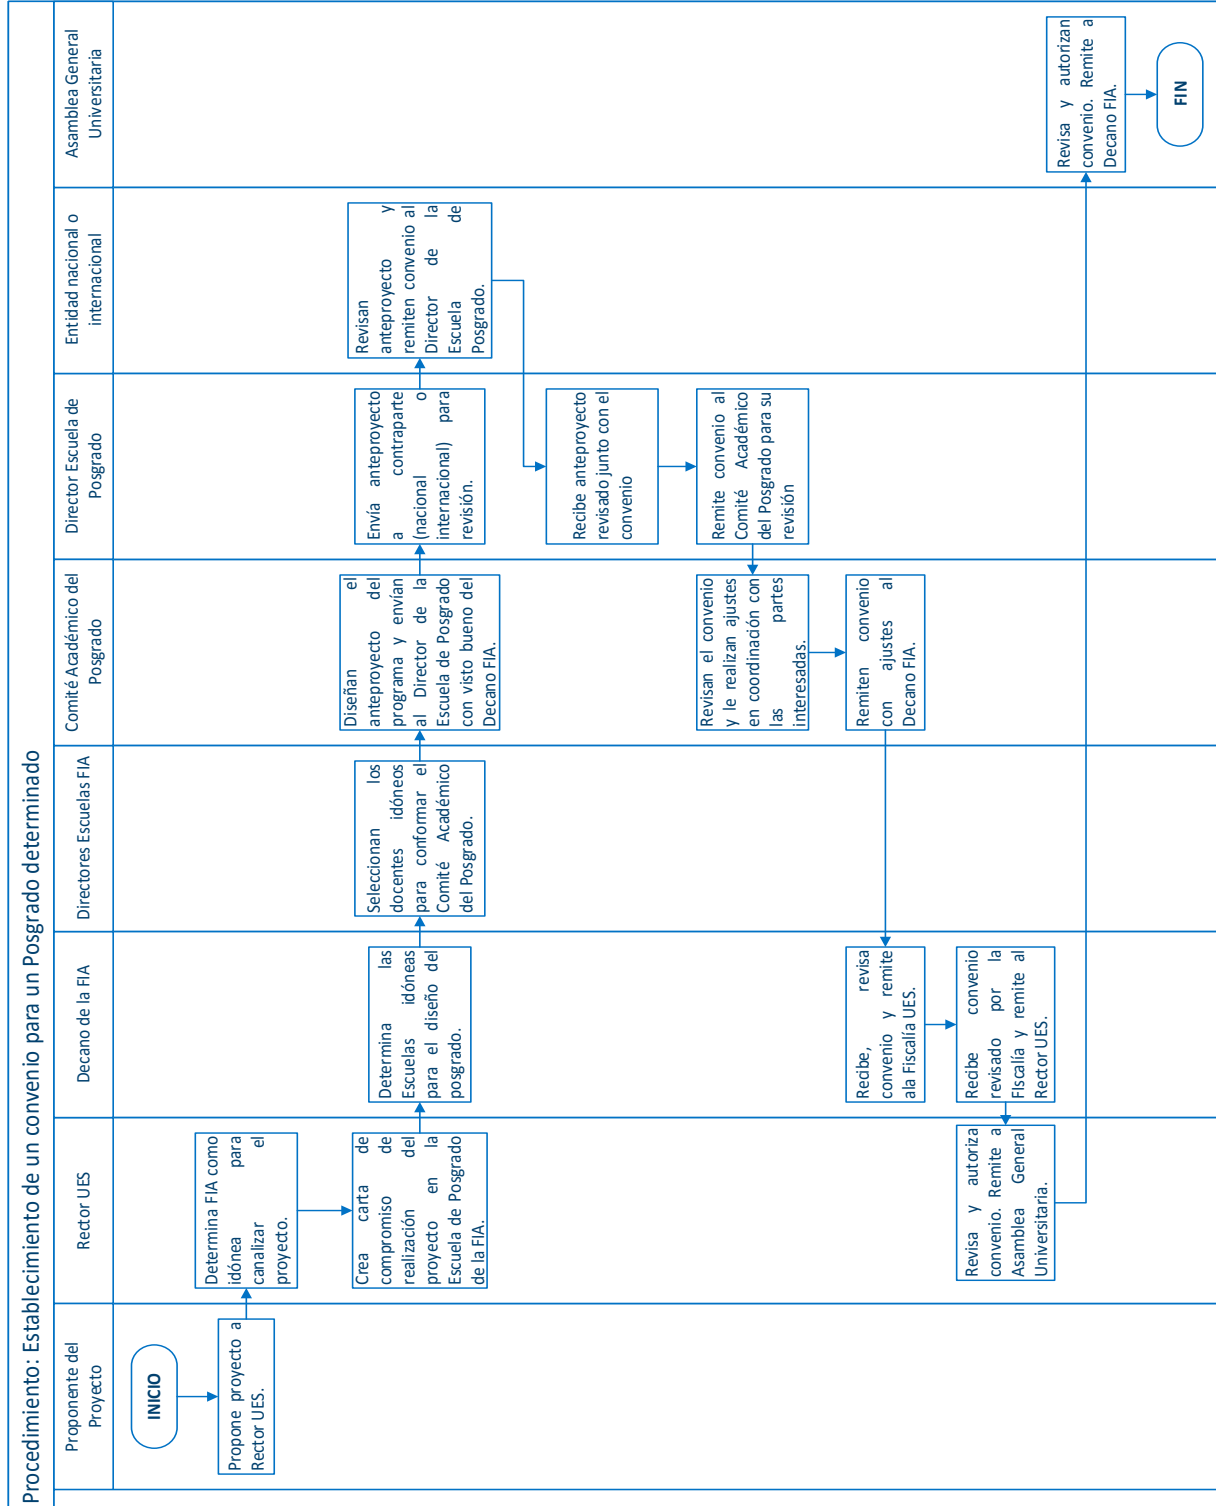 Procedimiento: Establecimiento de un convenio para un Posgrado determinado
Proponente del
Proyecto
Rector UES
Decano de la FIA
Directores Escuelas FIA
Comité Académico del
Posgrado
Director Escuela de
Posgrado
Entidad nacional o
internacional
Asamblea General
Universitaria
INICIO
Propone proyecto a
Rector UES.
Determina FIA como
idónea para
canalizar el
proyecto.
Crea carta de
compromiso de
realización del
proyecto en la
Escuela de Posgrado
de la FIA.
Determina las
Escuelas idóneas
para el diseño del
posgrado.
Seleccionan los
docentes idóneos
para conformar el
Comité Académico
del Posgrado.
Diseñan el
anteproyecto del
programa y envían
al Director de la
Escuela de Posgrado
con visto bueno del
Decano FIA.
Envía anteproyecto
a contraparte
(nacional o
internacional) para
revisión.
Revisan
anteproyecto y
remiten convenio al
Director de la
Escuela de
Posgrado.
Recibe anteproyecto
revisado junto con el
convenio
Remite convenio al
Comité Académico
del Posgrado para su
revisión
Revisan el convenio
y le realizan ajustes
en coordinación con
las partes
interesadas.
Remiten convenio
con ajustes al
Decano FIA.
Recibe, revisa
convenio y remite
ala Fiscalía UES.
Recibe convenio
revisado por la
FIscalía y remite al
Rector UES.
Revisa y autoriza
convenio. Remite a
Asamblea General
Universitaria.
Revisa y autorizan
convenio. Remite a
Decano FIA.
FIN